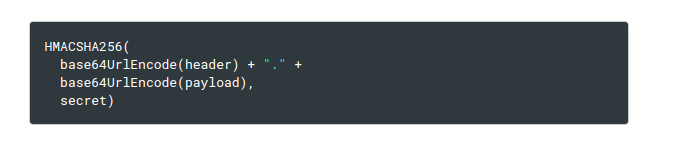 HMACSHA256(
base64UrlEncode(header) + "." +
base64UrlEncode(payload),
secret)